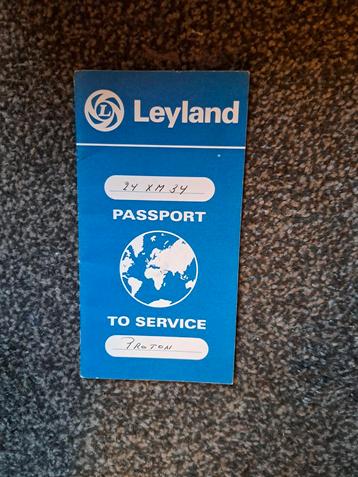 L
Leyland
24 XM 34
PASSPORT
TO SERVICE
PROTON